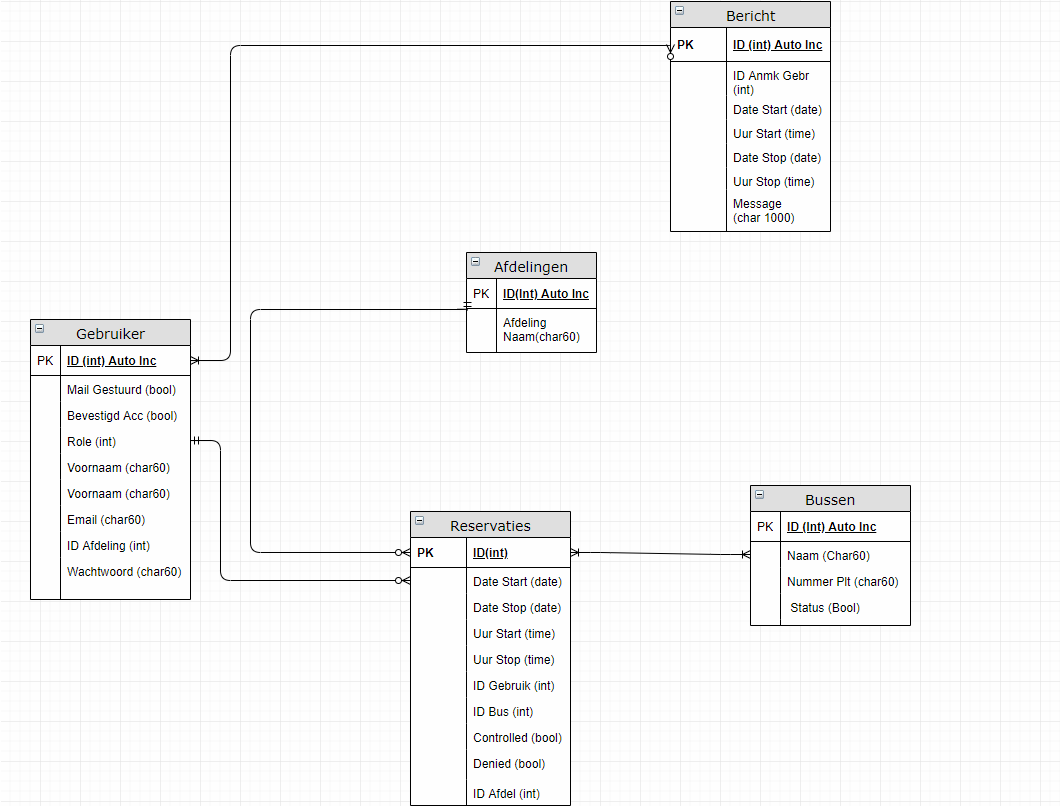 Bericht
PK ID (int) Auto Inc
ID Anmk Gebr
(int)
Date Start (date)
Uur Start (time)
Date Stop (date)
Uur Stop (time)
Message
(char 1000)
Afdelingen
PK ID(Int) Auto Inc
Afdeling
Naam(char60)
Gebruiker
PK ID (int) Auto Inc
Mail Gestuurd (bool)
Bevestigd Acc (bool)
Role (int)
Voornaam (char60)
Voornaam (char60)
Email (char60)
ID Afdeling (int)
Wachtwoord (char60)
Reservaties
PK ID(int)
Date Start (date)
Date Stop (date)
Uur Start (time)
Uur Stop (time)
ID Gebruik (int)
ID Bus (int)
Controlled (bool)
Denied (bool)
ID Afdel (int)
Bussen
PK ID (Int) Auto Inc
Naam (Char60)
Nummer Plt (char60)
Status (Bool)